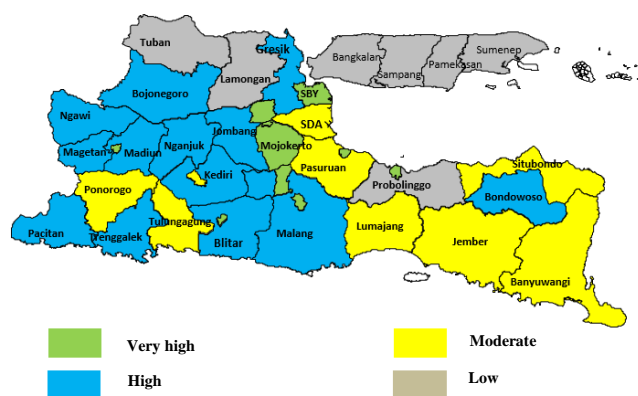 Tuban
Gresik
Bangkalan
Sampang
Pamekasan
Sumenep
Lamongan
Bojonegoro
SBY
Ngawi
SDA
Jombang
Nganjuk
Mojokerto
Magetan
Madiun
Pasuruan
Situbondo
Kediri
Probolinggo
Ponorogo
Bondowoso
Tulungagung
Pacitan
Trenggalek
Blitar
Malang
Lumajang
Jember
Banyuwangi
Very high
Moderate
High
Low